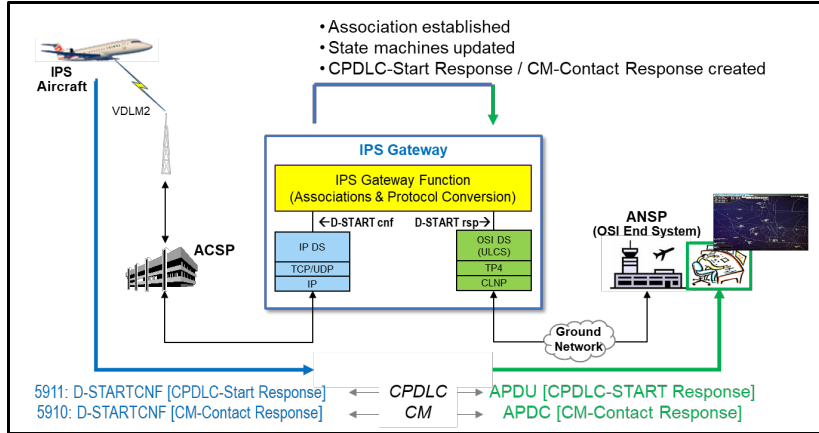 • Association established
• State machines updated
• CPDLC-Start Response / CM-Contact Response created
IPS
Aircraft
VDLM2
IPS Gateway
IPS Gateway Function
(Associations & Protocol Conversion)
←D-START cnf
D-START rsp→
ACSP
IP DS
TCP/UDP
IP
OSI DS
(ULCS)
TP4
CLNP
ANSP
(OSI End System)
Ground
Network
5911: D-STARTCNF [CPDLC-Start Response]
CPDLC
APDU [CPDLC-START Response]
5910: D-STARTCNF [CM-Contact Response]
CM
APDC [CM-Contact Response]